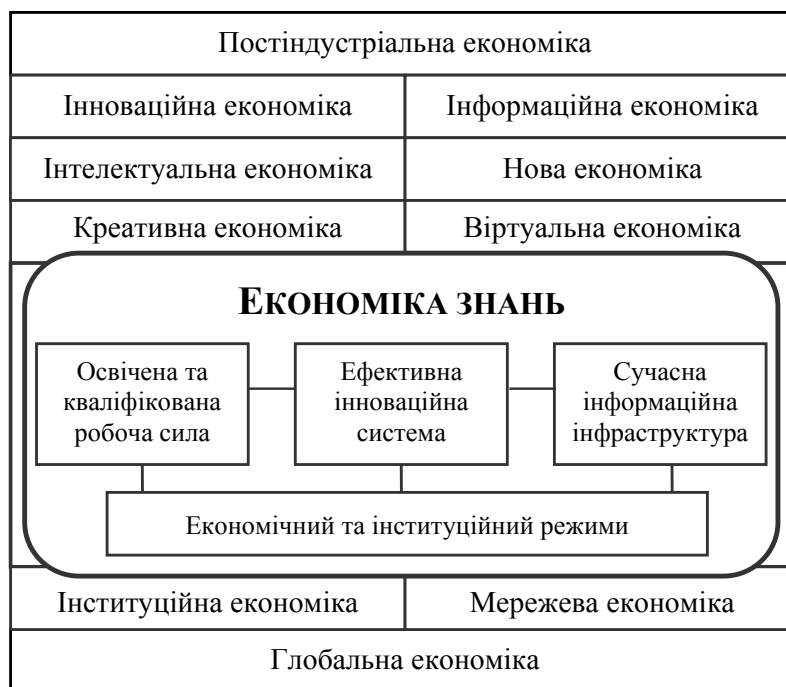 Постіндустріальна економіка
Інноваційна економіка
Інформаційна економіка
Інтелектуальна економіка
Нова економіка
Креативна економіка
Віртуальна економіка
ЕКОНОМІКА ЗНАНЬ
Освічена та
кваліфікована
робоча сила
Ефективна
інноваційна
система
Сучасна
інформаційна
інфраструктура
Економічний та інституційний режими
Інституційна економіка
Мережева економіка
Глобальна економіка